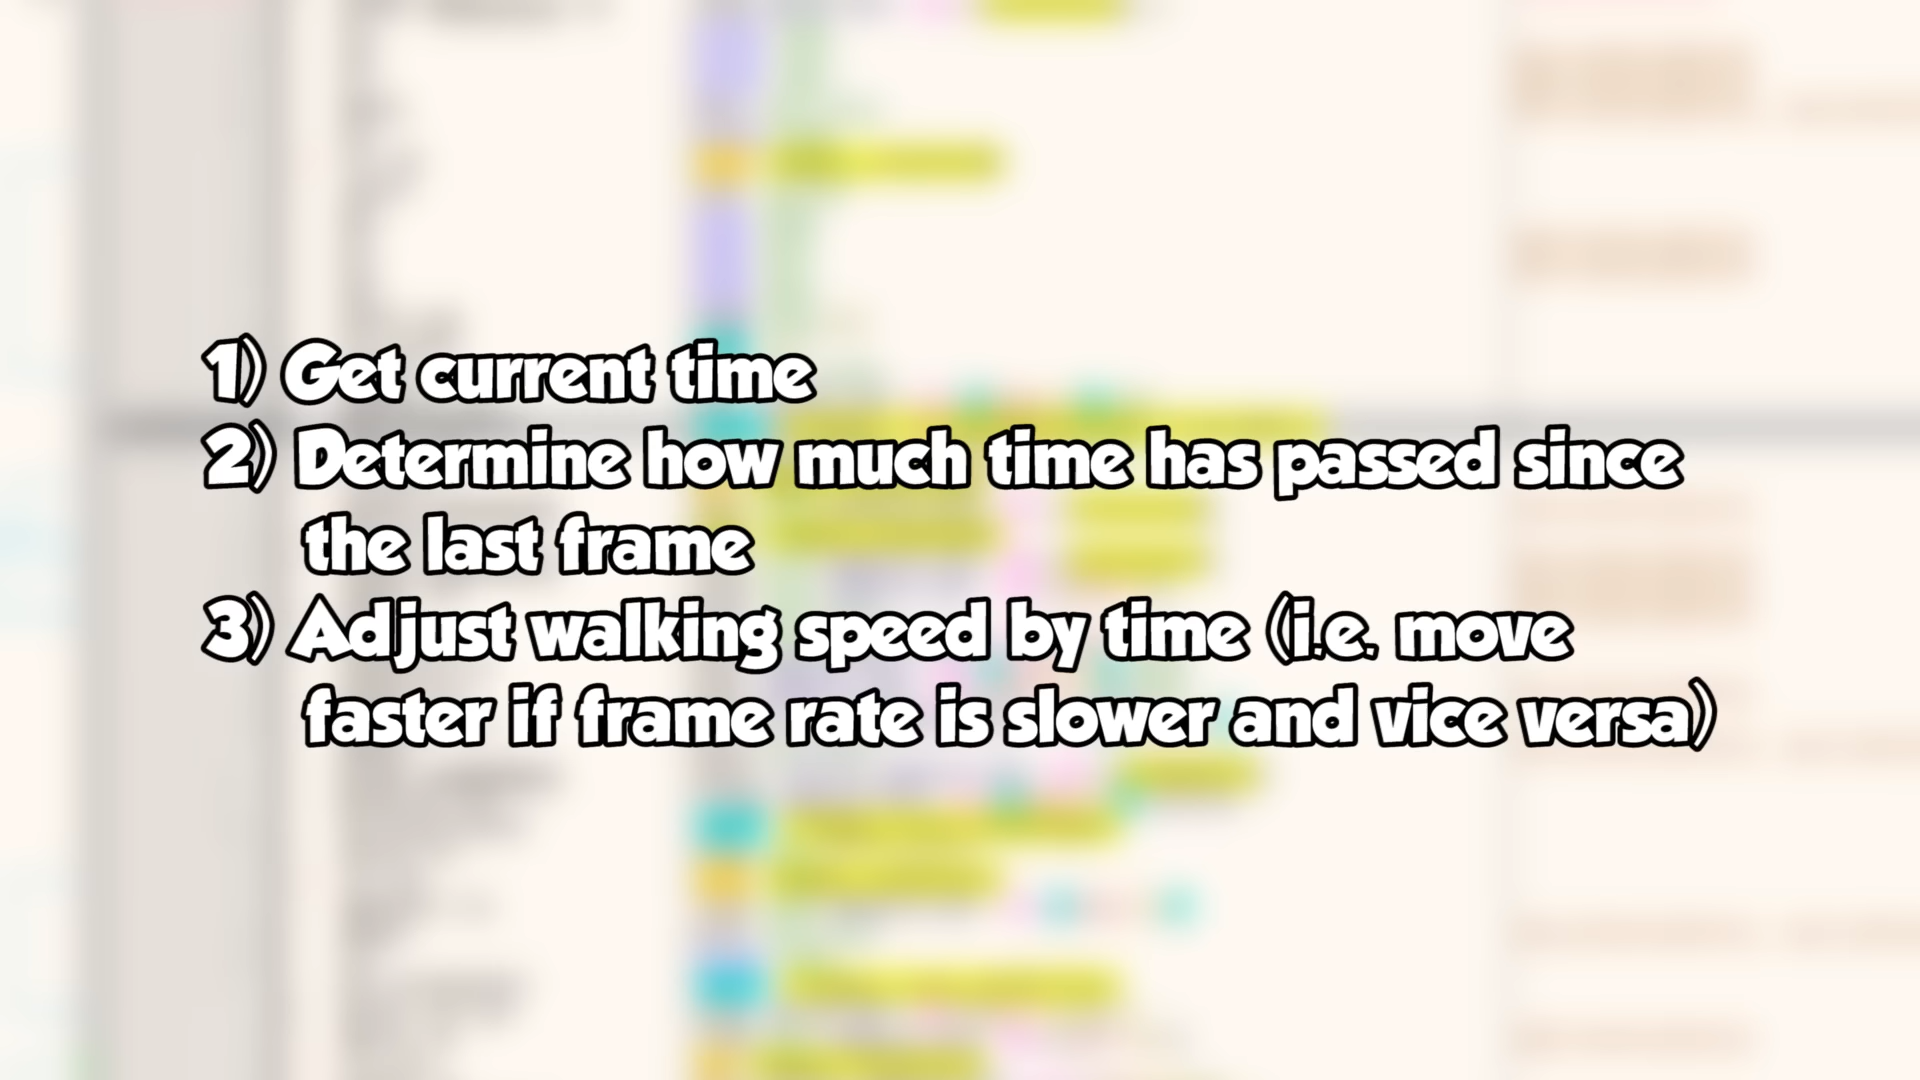 1) Get current time
2) Determine how much time has passed since
the last frame
3) Adjust walking speed by time (i.e. move
faster if frame rate is slower and vice versa)